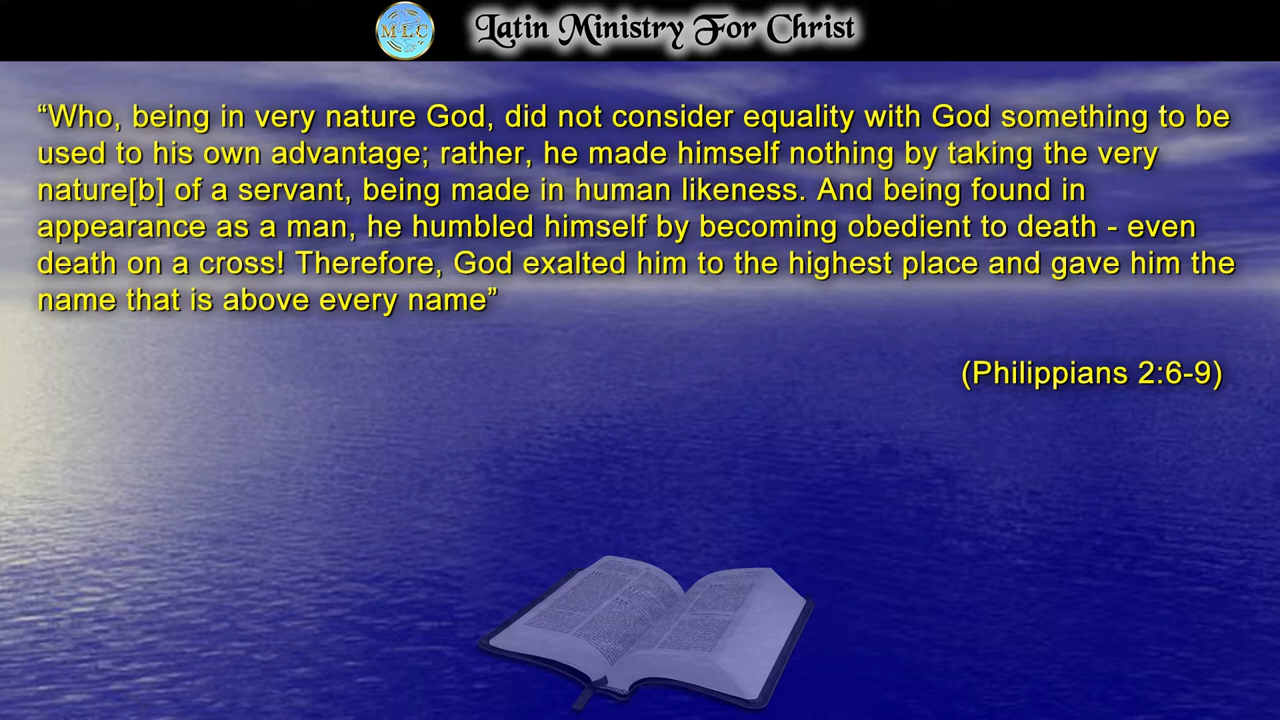 MLC
Latin Ministry For Christ
“Who, being in very nature God, did not consider equality with God something to be
used to his own advantage; rather, he made himself nothing by taking the very
nature[b] of a servant, being made in human likeness. And being found in
appearance as a man, he humbled himself by becoming obedient to death - even
death on a cross! Therefore, God exalted him to the highest place and gave him the
name that is above every name”
(Philippians 2:6-9)